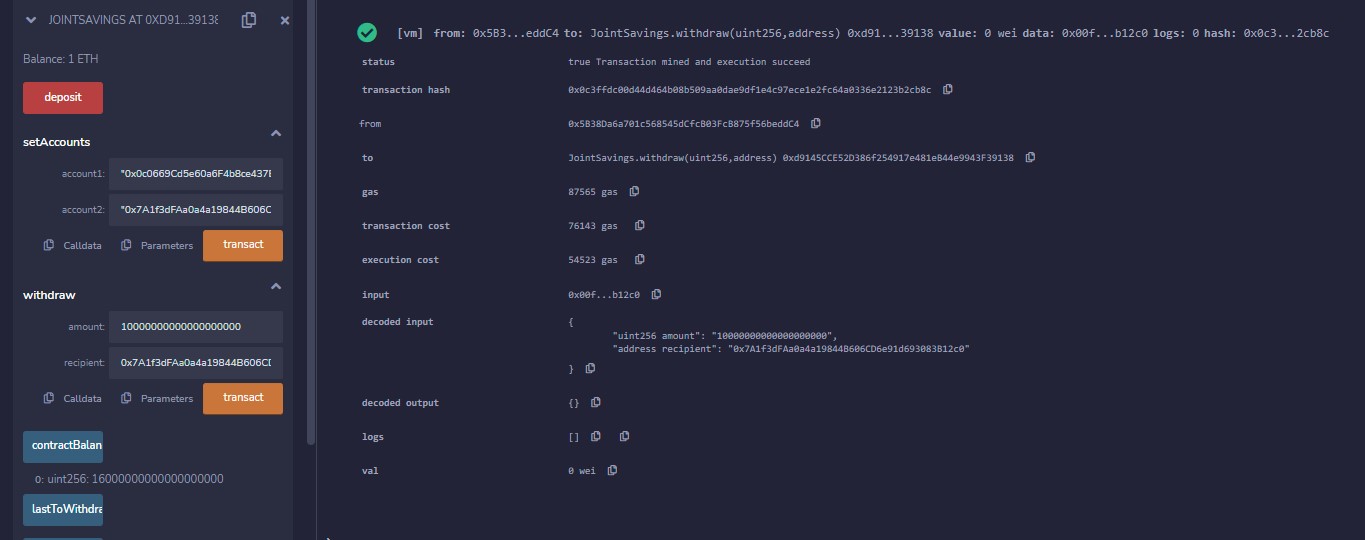 JOINTSAVINGS AT 0XD91...39138
Balance: 1 ETH
deposit
setAccounts
account1: "0x0c0669Cd5e60a6F4b8ce437E
account2: "0x7A1f3dFAa0a4a19844B606C
Calldata Parameters transact
withdraw
amount: 10000000000000000000
recipient: 0x7A1f3dFAa0a4a19844B606CD
Calldata Parameters transact
contractBalan
0: uint256: 16000000000000000000
lastToWithdra
[vm] from: 0x5B3...eddC4 to: JointSavings.withdraw(uint256,address) 0xd91...39138 value: 0 wei data: 0x00f...b12c0 logs: 0 hash: 0x0c3...2cb8c
status true Transaction mined and execution succeed
transaction hash 0x0c3ffdc00d44d464b08b509aa0dae9df1e4c97ece1e2fc64a0336e2123b2cb8c
from 0x5B38Da6a701c568545dCfcB03FcB875f56beddC4
to JointSavings.withdraw(uint256,address) 0xd9145CCE52D386f254917e481eB44e9943F39138
gas 87565 gas
transaction cost 76143 gas
execution cost 54523 gas
input 0x00f...b12c0
decoded input {
"uint256 amount": "10000000000000000000",
"address recipient": "0x7A1f3dFAa0a4a19844B606CD6e91d693083B12c0"
}
decoded output {}
logs []
val 0 wei